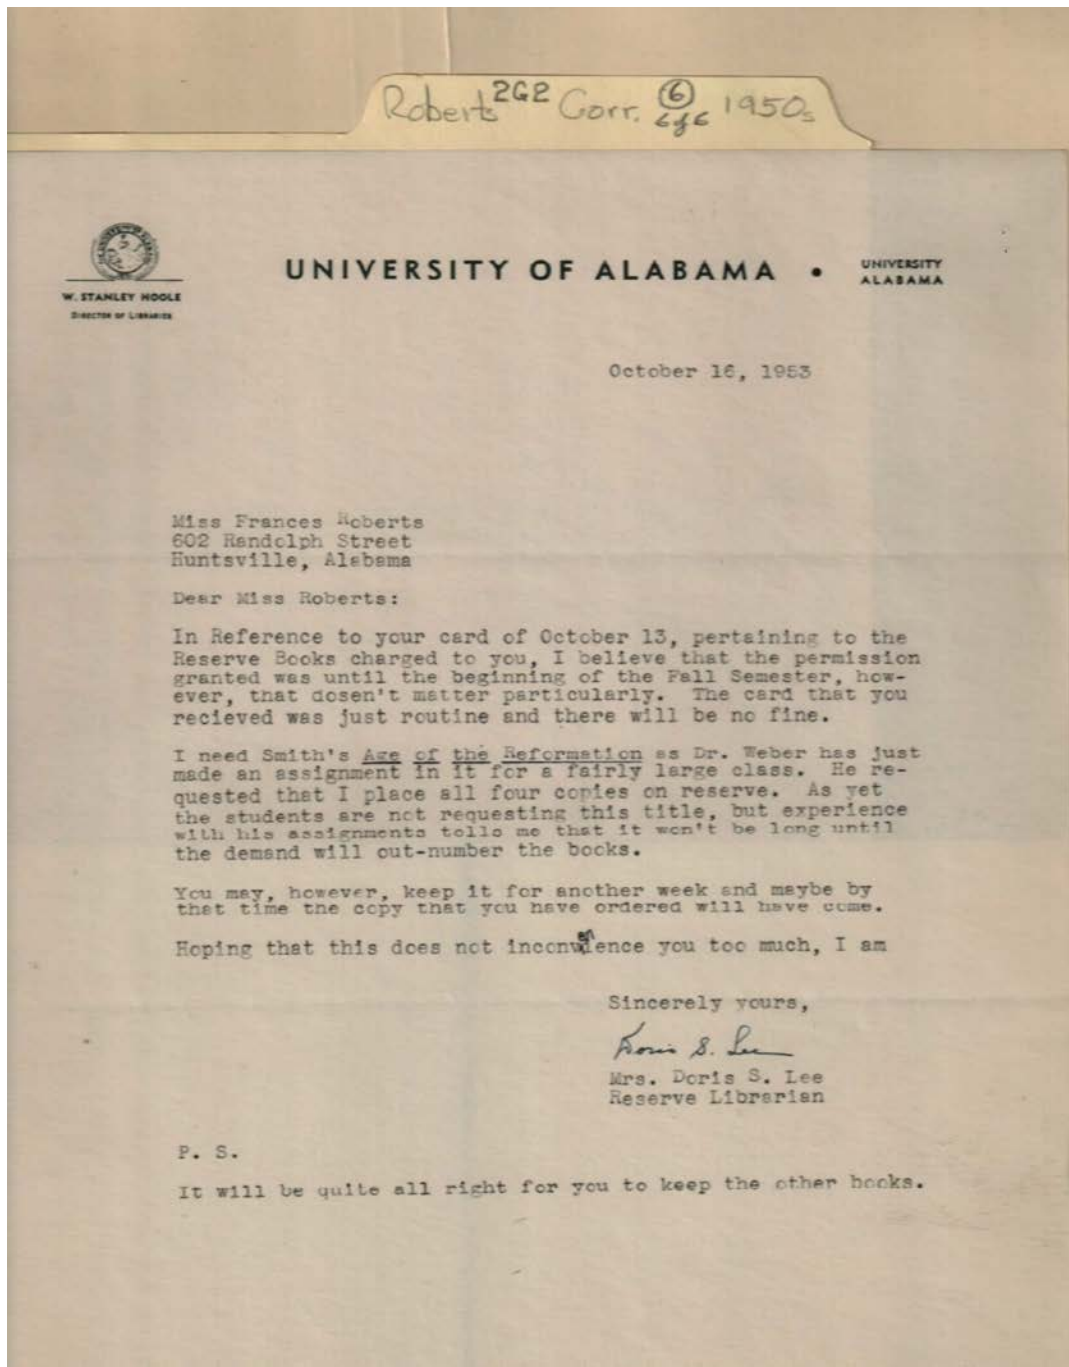 Roberts 2G2 Corr. 6 6 of 6 1950s
UNIVERSITY OF ALABAMA • UNIVERSITY
ALABAMA
W. STANLEY HOOLE
DIRECTOR OF LIBRARIES
October 16, 1953
Miss Frances Roberts
602 Randolph Street
Huntsville, Alabama
Dear Miss Roberts:
In Reference to your card of October 13, pertaining to the
Reserve Books charged to you, I believe that the permission
granted was until the beginning of the Fall Semester, how-
ever, that dosen't matter particularly. The card that you
recieved was just routine and there will be no fine.
I need Smith's Age of the Reformation as Dr. Weber has just
made an assignment in it for a fairly large class. He re-
quested that I place all four copies on reserve. As yet
the students are not requesting this title, but experience
with his assignments tells me that it won't be long until
the demand will out-number the books.
You may, however, keep it for another week and maybe by
that time the copy that you have ordered will have come.
Hoping that this does not inconvenience you too much, I am
Sincerely yours,
Doris S. Lee
Mrs. Doris S. Lee
Reserve Librarian
P. S.
It will be quite all right for you to keep the other books.